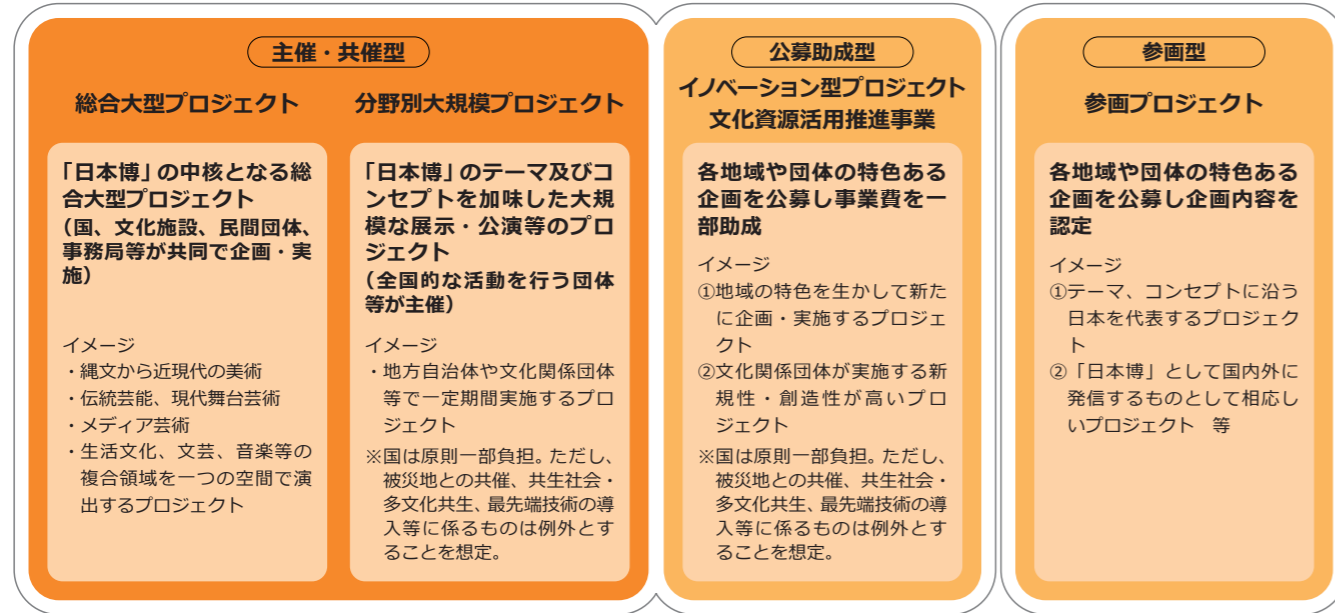 主催・共催型
総合大型プロジェクト
「日本博」の中核となる総
合大型プロジェクト
（国、文化施設、民間団体、
事務局等が共同で企画・実
施）
イメージ
・縄文から近現代の美術
・伝統芸能、現代舞台芸術
・メディア芸術
・生活文化、文芸、音楽等の
複合領域を一つの空間で演
出するプロジェクト
分野別大規模プロジェクト
「日本博」のテーマ及びコ
ンセプトを加味した大規
模な展示・公演等のプロ
ジェクト
（全国的な活動を行う団体
等が主催）
イメージ
・地方自治体や文化関係団体
等で一定期間実施するプロ
ジェクト
※国は原則一部負担。ただし、
被災地との共催、共生社会・
多文化共生、最先端技術の導
入等に係るものは例外とす
ることを想定。
公募助成型
イノベーション型プロジェクト
文化資源活用推進事業
各地域や団体の特色ある
企画を公募し事業費を一
部助成
イメージ
①地域の特色を生かして新た
に企画・実施するプロジェ
クト
②文化関係団体が実施する新
規性・創造性が高いプロ
ジェクト
※国は原則一部負担。ただし、
被災地との共催、共生社会・
多文化共生、最先端技術の導
入等に係るものは例外とす
ることを想定。
参画型
参画プロジェクト
各地域や団体の特色ある
企画を公募し企画内容を
認定
イメージ
①テーマ、コンセプトに沿う
日本を代表するプロジェク
ト
②「日本博」として国内外に
発信するものとして相応し
いプロジェクト　等